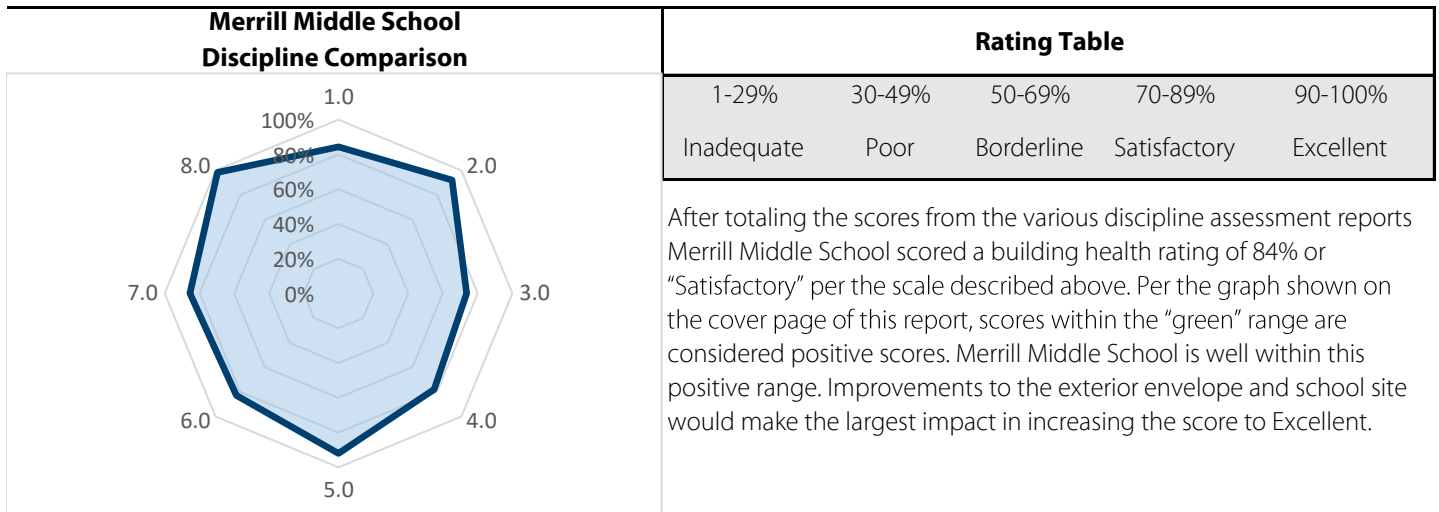 Merrill Middle School
Discipline Comparison
1.0
100%
80%
60%
40%
20%
0%
2.0
3.0
4.0
5.0
6.0
7.0
8.0
Rating Table
1-29% 30-49% 50-69% 70-89% 90-100%
Inadequate Poor Borderline Satisfactory Excellent
After totaling the scores from the various discipline assessment reports
Merrill Middle School scored a building health rating of 84% or
“Satisfactory” per the scale described above. Per the graph shown on
the cover page of this report, scores within the “green” range are
considered positive scores. Merrill Middle School is well within this
positive range. Improvements to the exterior envelope and school site
would make the largest impact in increasing the score to Excellent.